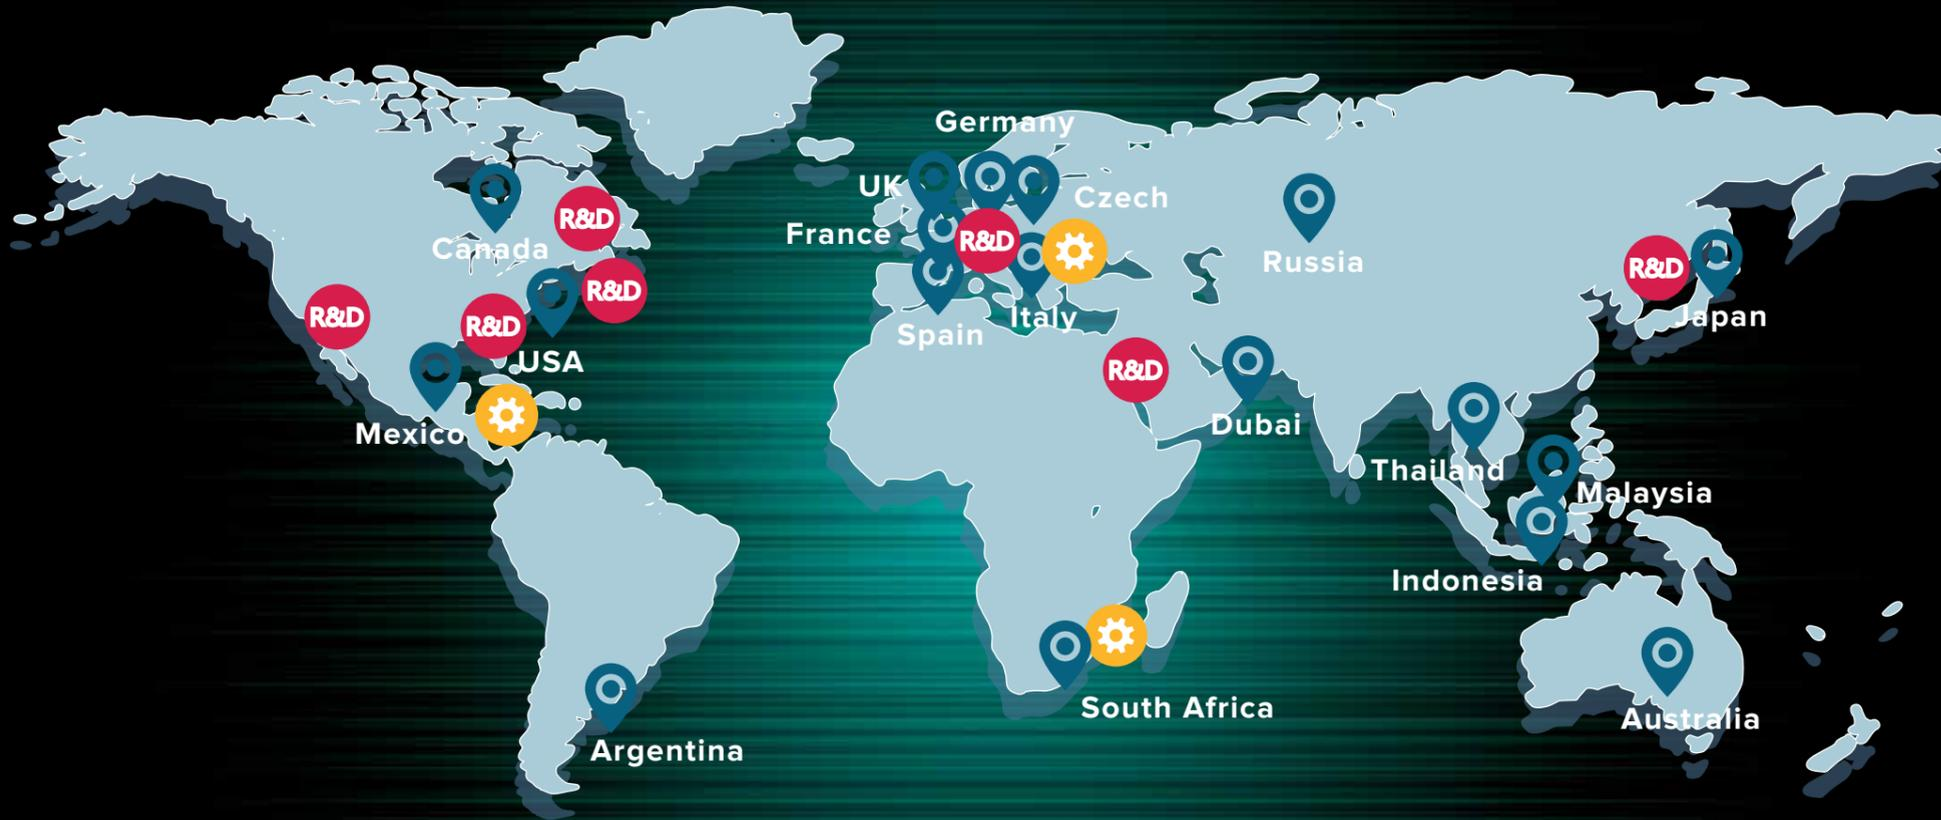 Germany
UK
Czech
Canada
R&D
France
R&D
Russia
R&D
Japan
R&D
R&D
R&D
USA
Spain
Italy
R&D
Mexico
Dubai
Thailand
Malaysia
Indonesia
South Africa
Australia
Argentina